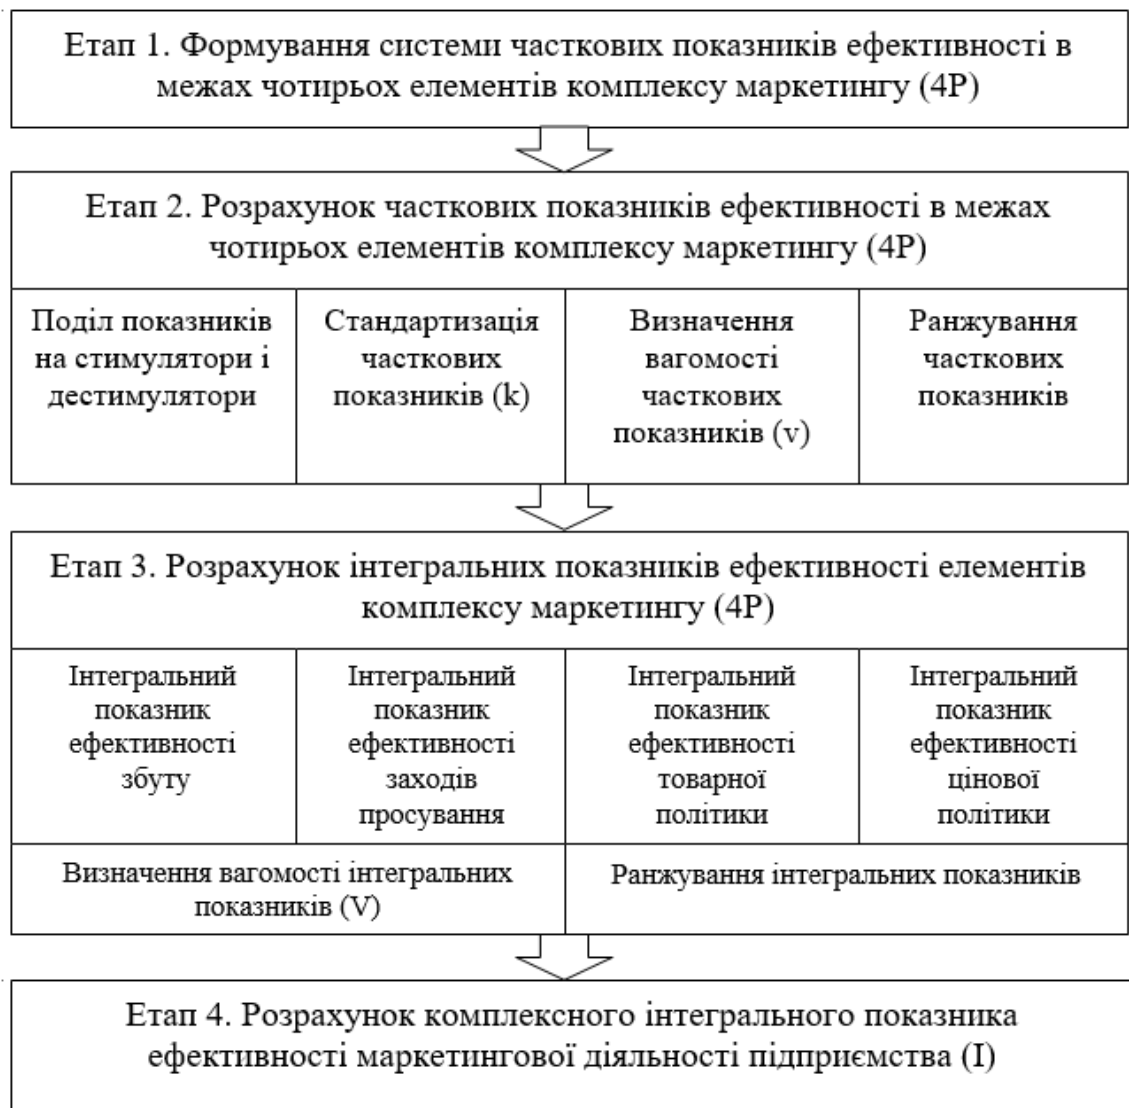 Етап 1. Формування системи часткових показників ефективності в
межах чотирьох елементів комплексу маркетингу (4Р)
Етап 2. Розрахунок часткових показників ефективності в межах
чотирьох елементів комплексу маркетингу (4Р)
Поділ показників
на стимулятори і
дестимулятори
Стандартизація
часткових
показників (k)
Визначення
вагомості
часткових
показників (v)
Ранжування
часткових
показників
Етап 3. Розрахунок інтегральних показників ефективності елементів
комплексу маркетингу (4Р)
Інтегральний
показник
ефективності
збуту
Інтегральний
показник
ефективності
заходів
просування
Інтегральний
показник
ефективності
товарної
політики
Інтегральний
показник
ефективності
цінової
політики
Визначення вагомості інтегральних
показників (V)
Ранжування інтегральних показників
Етап 4. Розрахунок комплексного інтегрального показника
ефективності маркетингової діяльності підприємства (І)